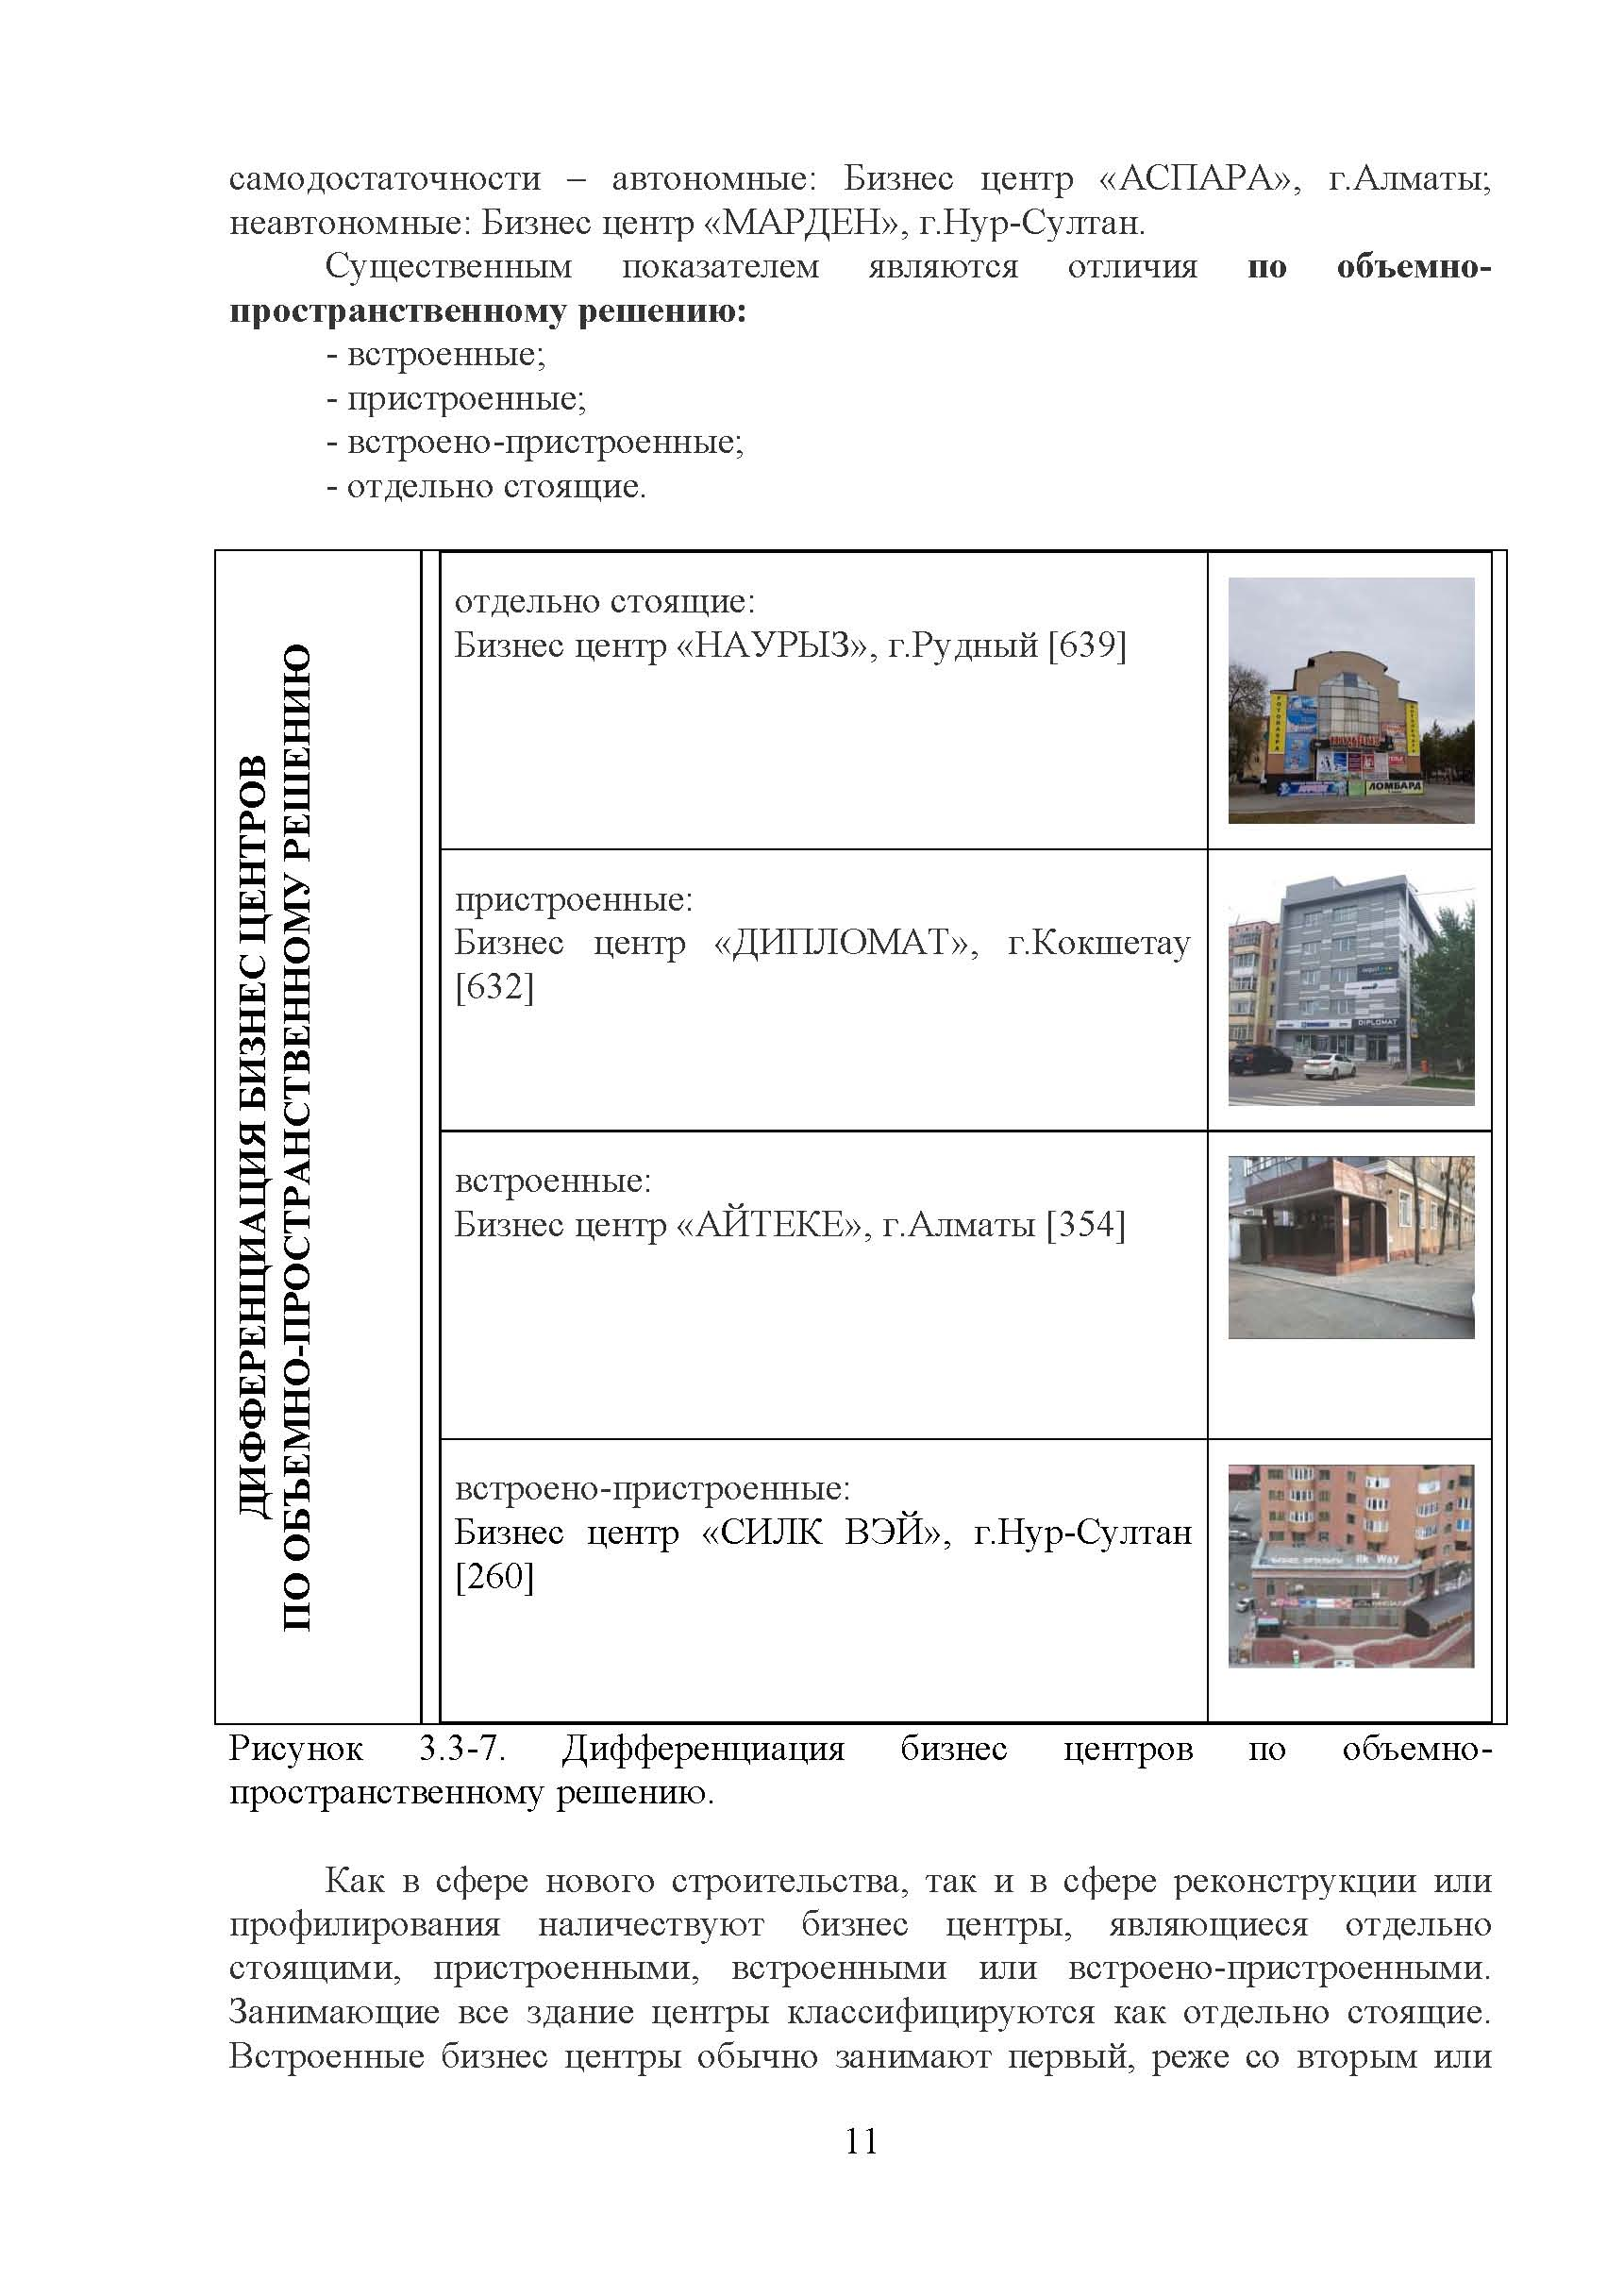 самодостаточности – автономные: Бизнес центр «АСПАРА», г.Алматы;
неавтономные: Бизнес центр «МАРДЕН», г.Нур-Султан.
Существенным показателем являются отличия по объемно-
пространственному решению:
- встроенные;
- пристроенные;
- встроено-пристроенные;
- отдельно стоящие.
ДИФФЕРЕНЦИАЦИЯ БИЗНЕС ЦЕНТРОВ
ПО ОБЪЕМНО-ПРОСТРАНСТВЕННОМУ РЕШЕНИЮ
отдельно стоящие:
Бизнес центр «НАУРЫЗ», г.Рудный [639]
ЛОМБАРД
пристроенные:
Бизнес центр «ДИПЛОМАТ», г.Кокшетау
[632]
DIPLOMAT
встроенные:
Бизнес центр «АЙТЕКЕ», г.Алматы [354]
встроено-пристроенные:
Бизнес центр «СИЛК ВЭЙ», г.Нур-Султан
[260]
ilk Way
Рисунок 3.3-7. Дифференциация бизнес центров по объемно-
пространственному решению.
Как в сфере нового строительства, так и в сфере реконструкции или
профилирования наличествуют бизнес центры, являющиеся отдельно
стоящими, пристроенными, встроенными или встроено-пристроенными.
Занимающие все здание центры классифицируются как отдельно стоящие.
Встроенные бизнес центры обычно занимают первый, реже со вторым или
11